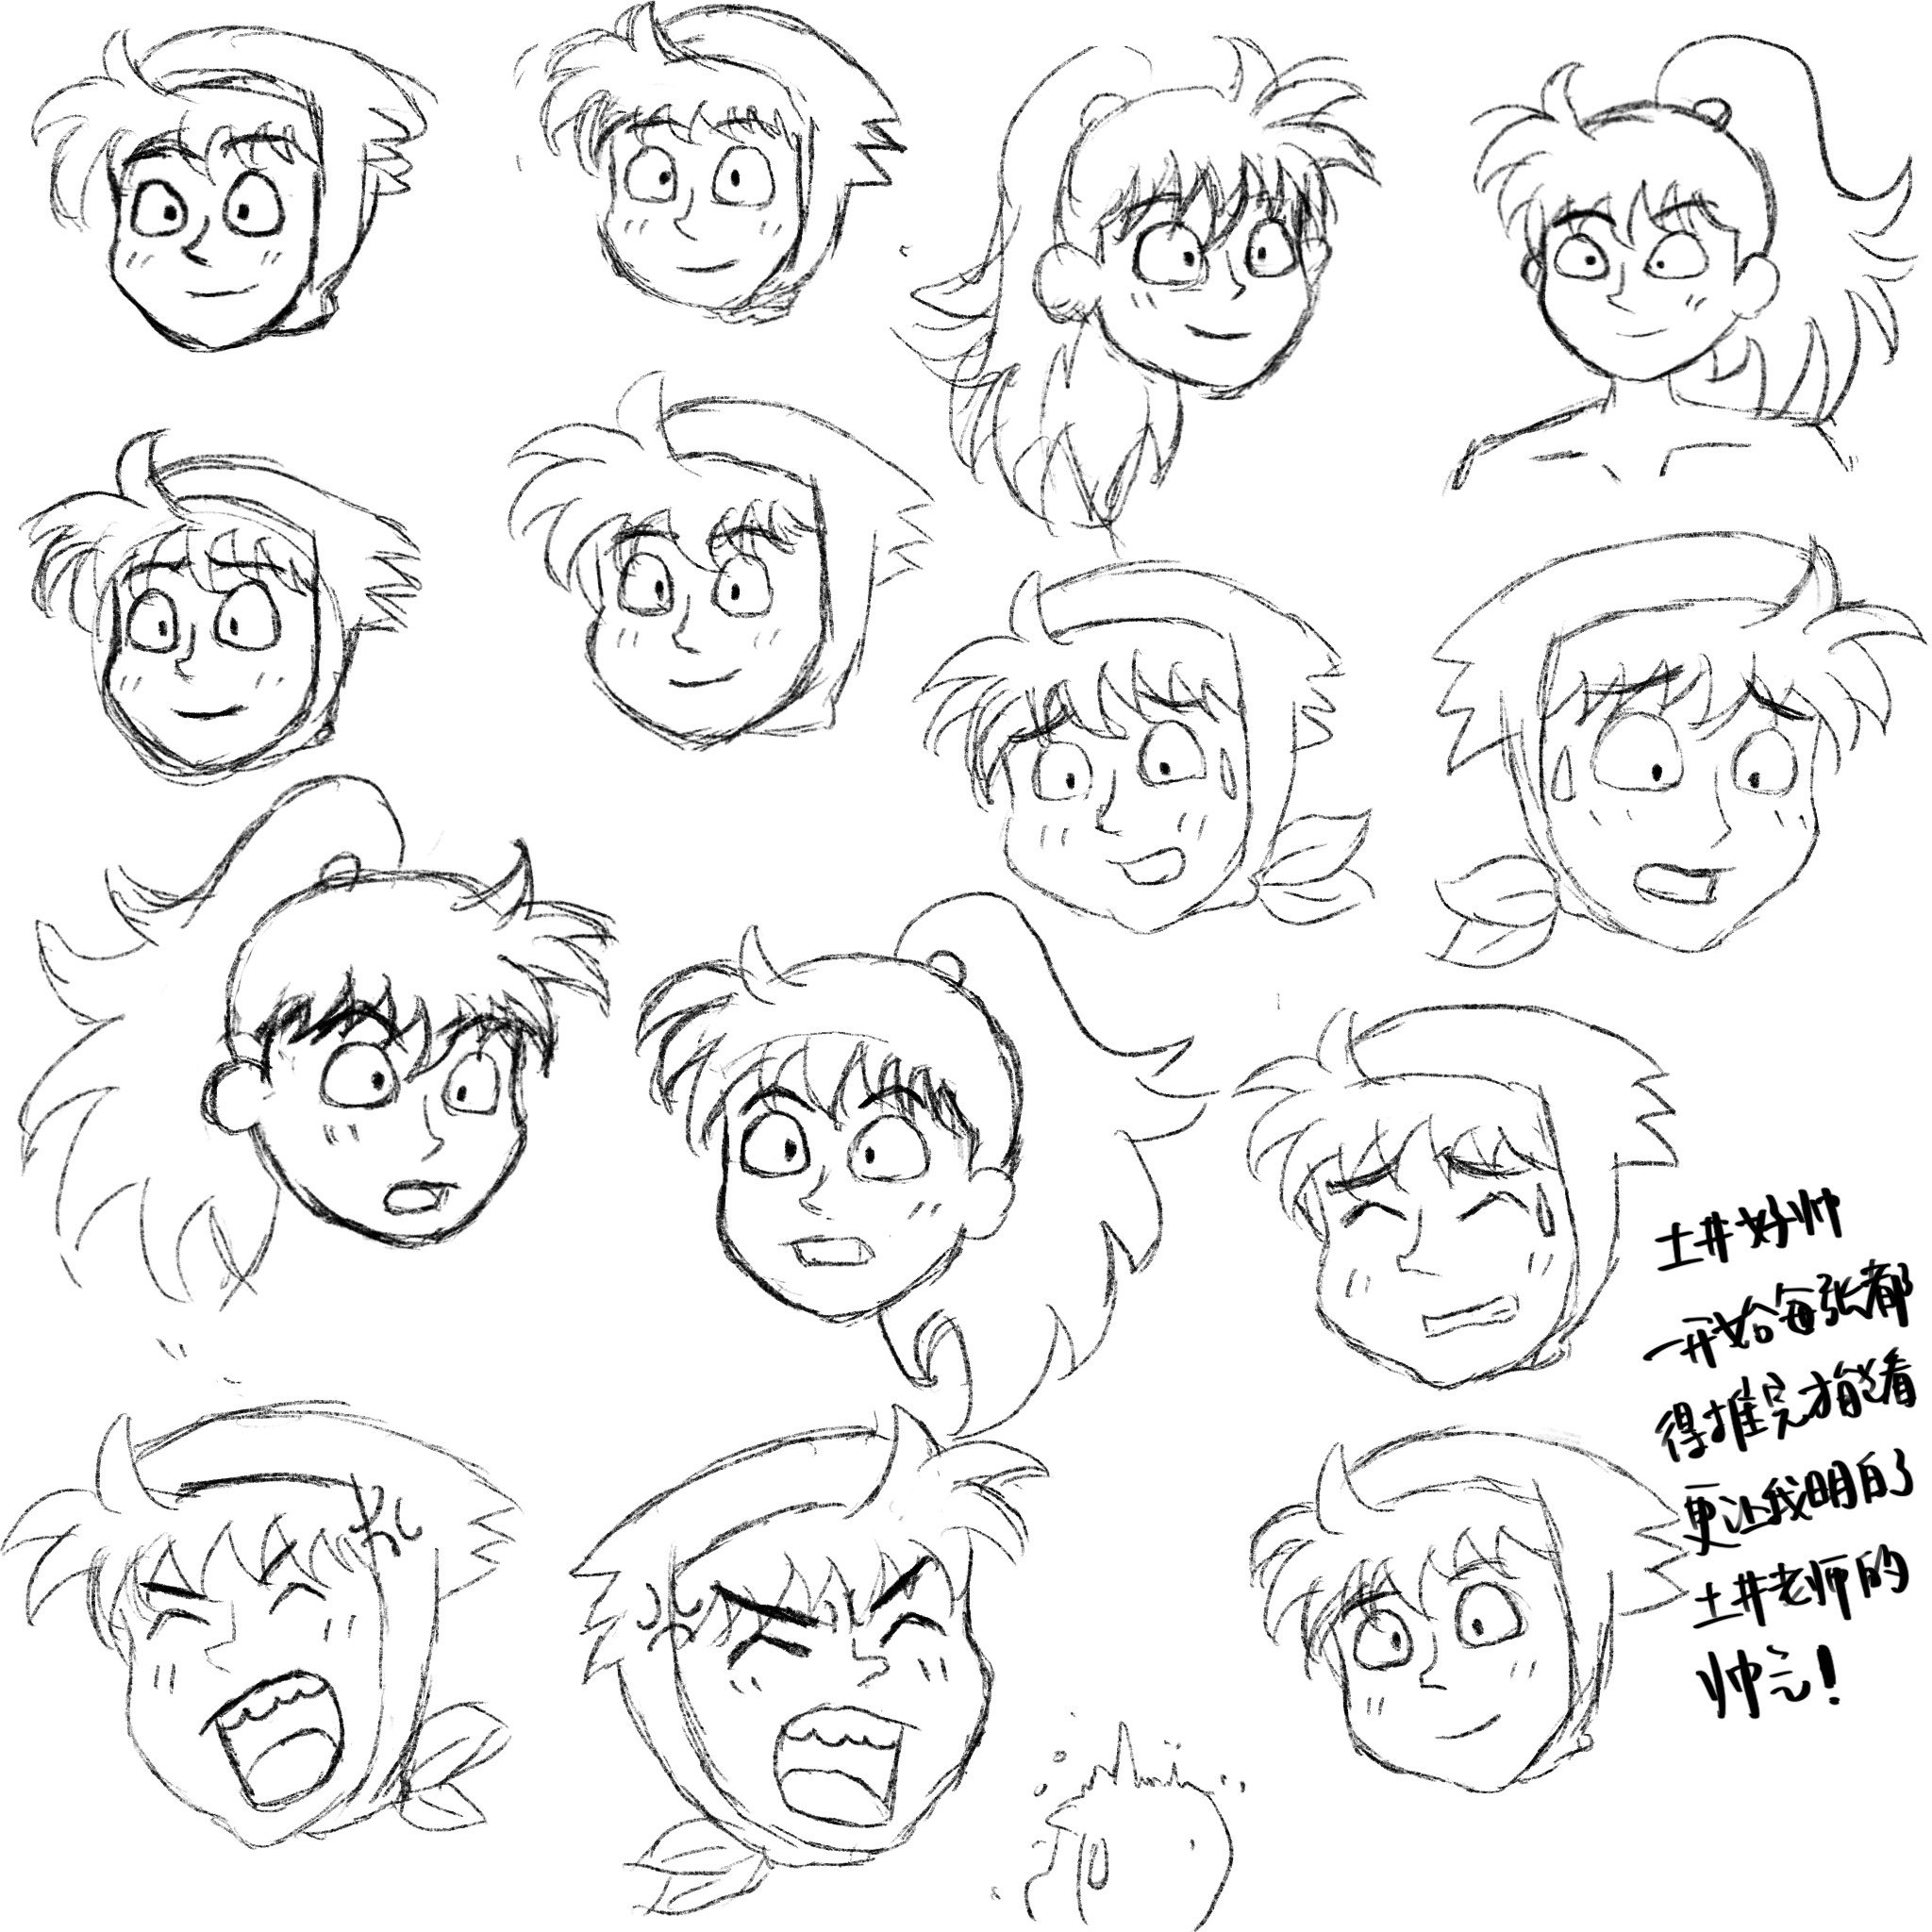 土井好帅
一开始每张都
得推完才能看
更让我明白了
土井老师的
帅气！